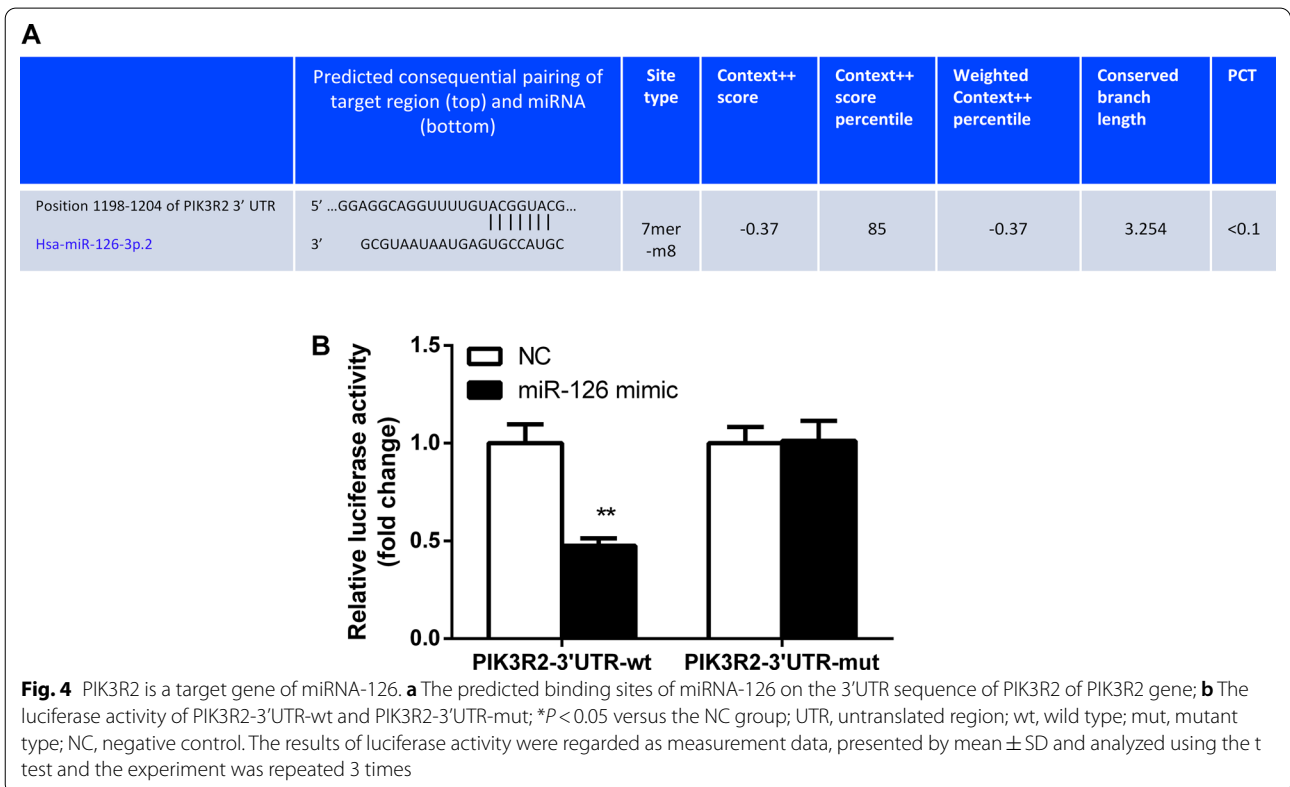 A
Predicted consequential pairing of
target region (top) and miRNA
(bottom)
Site
type
Context++
score
Context++
score
percentile
Weighted
Context++
percentile
Conserved
branch
length
PCT
Position 1198-1204 of PIK3R2 3’ UTR
5’ ...GGAGGCAGGUUUUGUACGGUACG...
Hsa-miR-126-3p.2
3’ GCGUAAUAAUGAGUGCCAUGC
7mer
-m8
-0.37
85
-0.37
3.254
<0.1
B
Relative luciferase activity
(fold change)
1.5
1.0
0.5
0.0
NC
miR-126 mimic
**
PIK3R2-3'UTR-wt
PIK3R2-3'UTR-mut
Fig. 4 PIK3R2 is a target gene of miRNA-126. a The predicted binding sites of miRNA-126 on the 3’UTR sequence of PIK3R2 of PIK3R2 gene; b The
luciferase activity of PIK3R2-3’UTR-wt and PIK3R2-3’UTR-mut; *P < 0.05 versus the NC group; UTR, untranslated region; wt, wild type; mut, mutant
type; NC, negative control. The results of luciferase activity were regarded as measurement data, presented by mean ± SD and analyzed using the t
test and the experiment was repeated 3 times